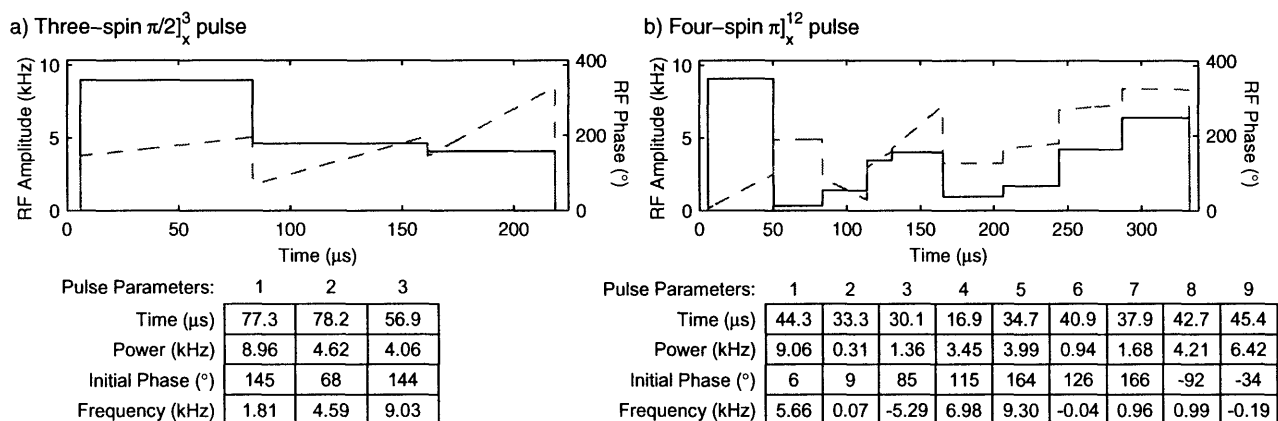 a) Three-spin π/2]³ₓ pulse
10
5
0
RF Amplitude (kHz)
400
200
0
RF Phase (°)
0 50 100 150 200
Time (μs)
Pulse Parameters: 1 2 3
Time (μs) 77.3 78.2 56.9
Power (kHz) 8.96 4.62 4.06
Initial Phase (°) 145 68 144
Frequency (kHz) 1.81 4.59 9.03
b) Four-spin π]¹²ₓ pulse
10
5
0
RF Amplitude (kHz)
400
200
0
RF Phase (°)
0 50 100 150 200 250 300
Time (μs)
Pulse Parameters: 1 2 3 4 5 6 7 8 9
Time (μs) 44.3 33.3 30.1 16.9 34.7 40.9 37.9 42.7 45.4
Power (kHz) 9.06 0.31 1.36 3.45 3.99 0.94 1.68 4.21 6.42
Initial Phase (°) 6 9 85 115 164 126 166 -92 -34
Frequency (kHz) 5.66 0.07 -5.29 6.98 9.30 -0.04 0.96 0.99 -0.19